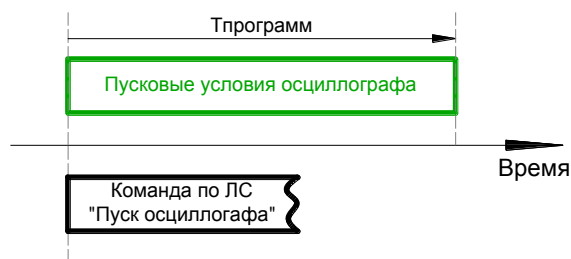 Тпрограмм
Пусковые условия осциллографа
Время
Команда по ЛС
"Пуск осциллогафа"